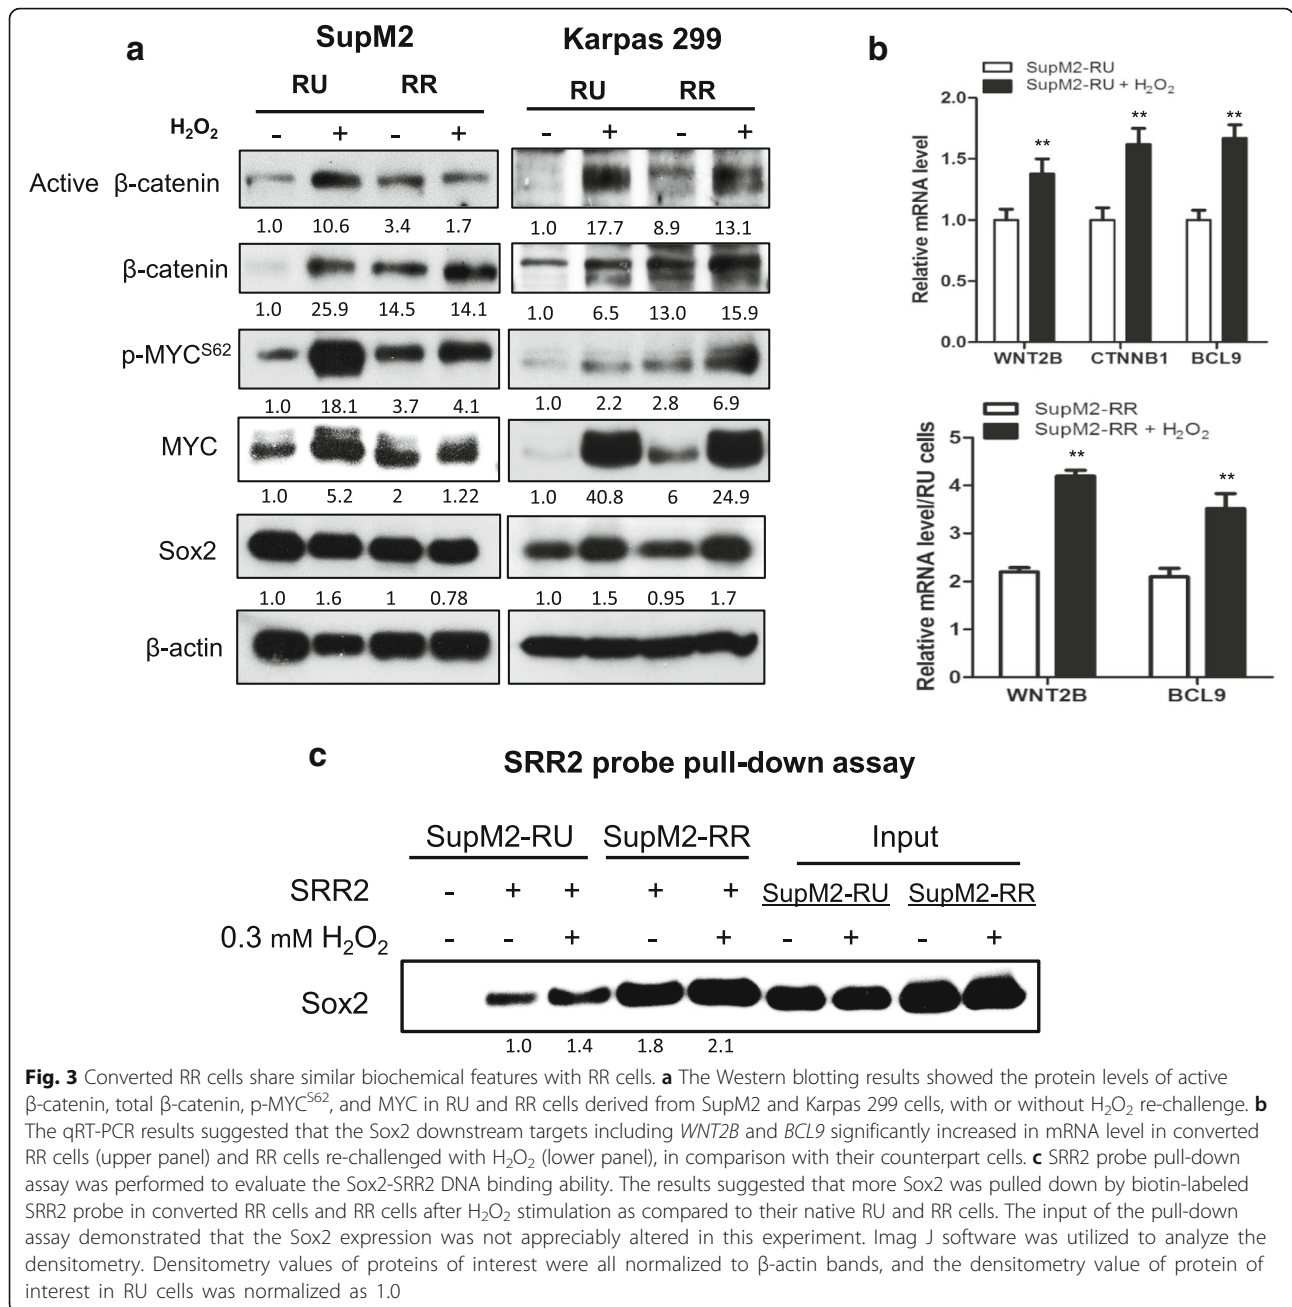 a
SupM2
Karpas 299
RU RR
RU RR
H₂O₂ - + - +
- + - +
Active β-catenin
1.0 10.6 3.4 1.7
1.0 17.7 8.9 13.1
β-catenin
1.0 25.9 14.5 14.1
1.0 6.5 13.0 15.9
p-MYC^S62
1.0 18.1 3.7 4.1
1.0 2.2 2.8 6.9
MYC
1.0 5.2 2 1.22
1.0 40.8 6 24.9
Sox2
1.0 1.6 1 0.78
1.0 1.5 0.95 1.7
β-actin
b
SupM2-RU
SupM2-RU + H₂O₂
Relative mRNA level
2.0
1.5
1.0
0.5
0.0
** ** **
WNT2B CTNNB1 BCL9
SupM2-RR
SupM2-RR + H₂O₂
Relative mRNA level/RU cells
5
4
3
2
1
0
** **
WNT2B BCL9
c SRR2 probe pull-down assay
SupM2-RU SupM2-RR Input
SRR2 - + + + + SupM2-RU SupM2-RR
0.3 mM H₂O₂ - - + - + - + - +
Sox2
1.0 1.4 1.8 2.1
Fig. 3 Converted RR cells share similar biochemical features with RR cells. a The Western blotting results showed the protein levels of active
β-catenin, total β-catenin, p-MYC^S62, and MYC in RU and RR cells derived from SupM2 and Karpas 299 cells, with or without H₂O₂ re-challenge. b
The qRT-PCR results suggested that the Sox2 downstream targets including WNT2B and BCL9 significantly increased in mRNA level in converted
RR cells (upper panel) and RR cells re-challenged with H₂O₂ (lower panel), in comparison with their counterpart cells. c SRR2 probe pull-down
assay was performed to evaluate the Sox2-SRR2 DNA binding ability. The results suggested that more Sox2 was pulled down by biotin-labeled
SRR2 probe in converted RR cells and RR cells after H₂O₂ stimulation as compared to their native RU and RR cells. The input of the pull-down
assay demonstrated that the Sox2 expression was not appreciably altered in this experiment. Imag J software was utilized to analyze the
densitometry. Densitometry values of proteins of interest were all normalized to β-actin bands, and the densitometry value of protein of
interest in RU cells was normalized as 1.0